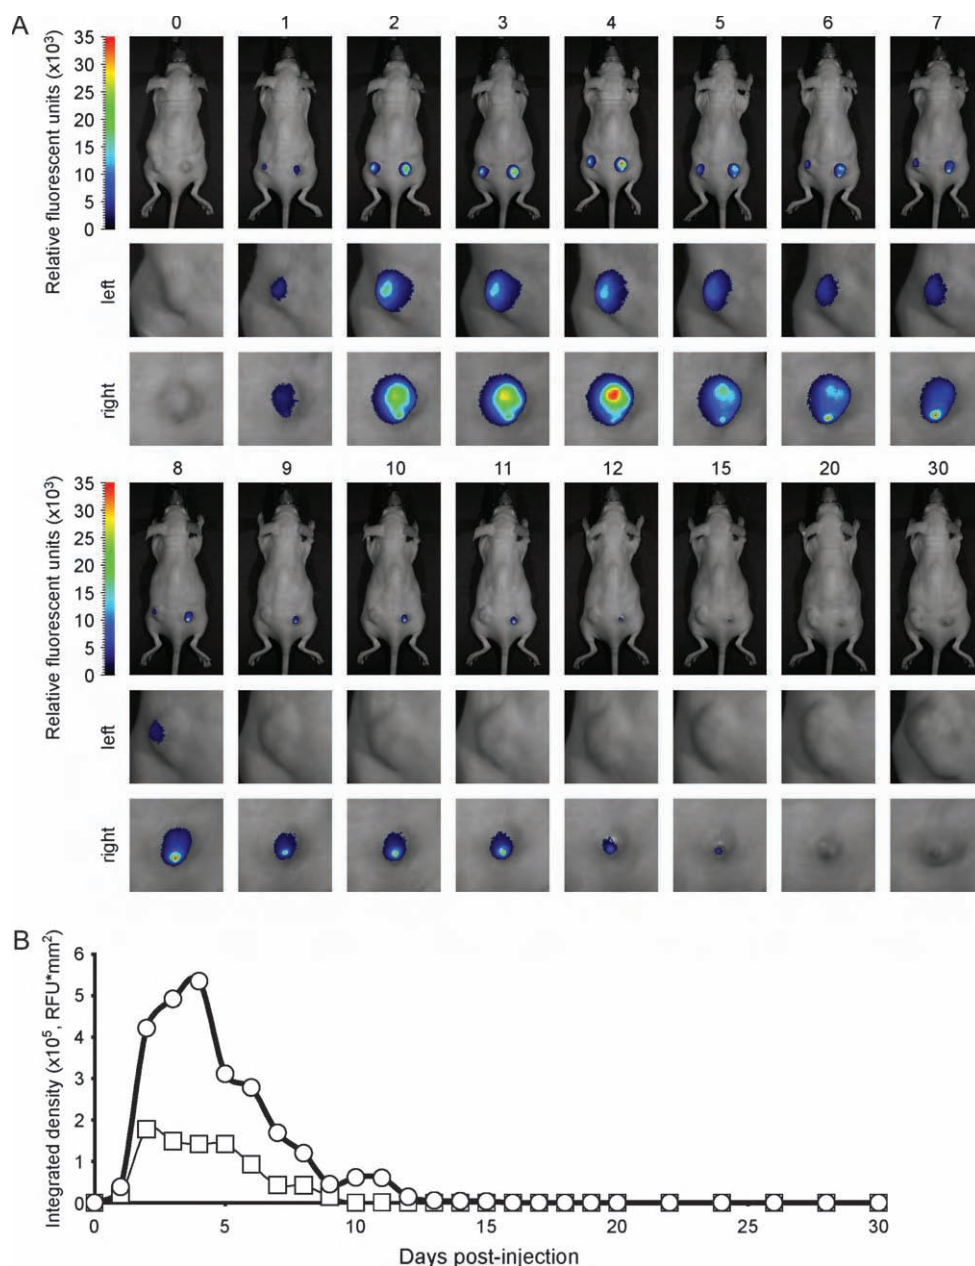 A
0 1 2 3 4 5 6 7
Relative fluorescent units (x10³)
35
30
25
20
15
10
5
0
left
right
8 9 10 11 12 15 20 30
Relative fluorescent units (x10³)
35
30
25
20
15
10
5
0
left
right
B
Integrated density (x10⁵, RFU*mm²)
6
5
4
3
2
1
0
0 5 10 15 20 25 30
Days post-injection